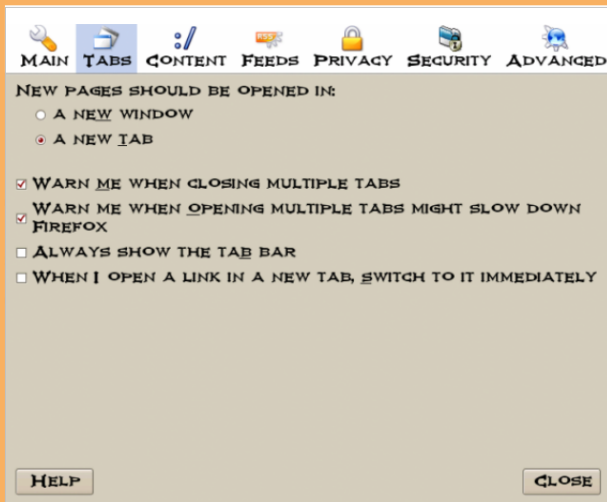 Main Tabs Content Feeds Privacy Security Advanced
New pages should be opened in:
a new window
a new tab
Warn me when closing multiple tabs
Warn me when opening multiple tabs might slow down
Firefox
Always show the tab bar
When I open a link in a new tab, switch to it immediately
Help Close